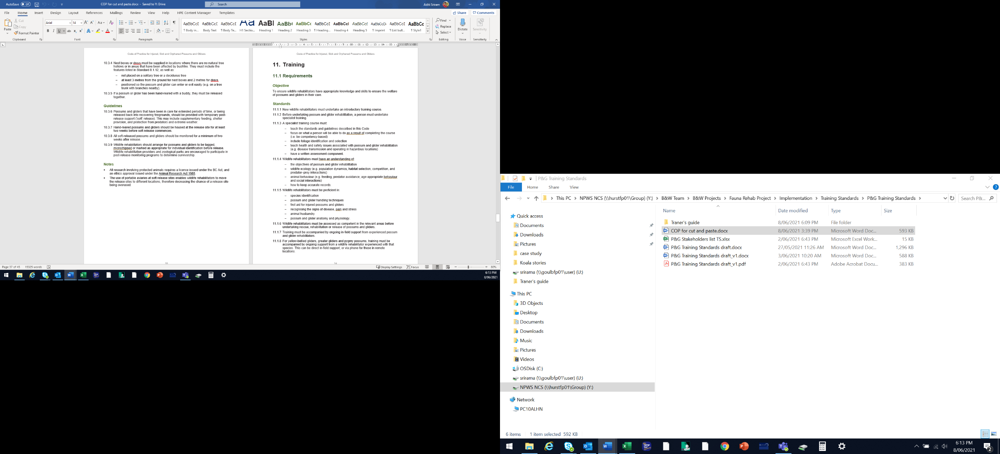 AutoSave Off
COP for cut and paste.docx - Saved to Y: Drive
Search
Aditi Sriram
File Home Insert Design Layout References Mailings Review View Help HPE Content Manager Templates
Share Comments
Paste
Cut
Copy
Format Painter
Clipboard
Arial 14
Font
Paragraph
AaBbCcI AaBbCcI AaBbCcI Aa AaBl AaBb AaBbCc AaBbCcI AaBbCcI AaBbCcI AaBbCcDi AaBbCcI AaBbCc
¶ Body in... Body Text ¶ Body Te... H1 Sectio... Heading 1 Heading 2 Heading 3 ¶ Heading... Heading 4 Heading 5 ¶ Imprint ¶ List bull... ¶ Style1
Styles
Find
Replace
Select
Editing
Dictate
Voice
Sensitivity
Sensitivity
Code of Practice for Injured, Sick and Orphaned Possums and Gliders
10.3.4 Nest boxes or dreys must be supplied in locations where there are no natural tree
hollows or in areas that have been affected by bushfire. They must include the
features listed in Standard 8.1.12, as well as:
– not placed on a solitary tree or a deciduous tree
– at least 3 metres from the ground for nest boxes and 2 metres for dreys
– positioned so the possum and glider can enter or exit easily (e.g. on a tree
trunk with branches nearby).
10.3.5 If a possum or glider has been hand-reared with a buddy, they must be released
together.
Guidelines
10.3.6 Possums and gliders that have been in care for extended periods of time, or being
released back into recovering firegrounds, should be provided with temporary post-
release support ('soft' release). This may include supplementary feeding, shelter
provision, and protection from predators and extreme weather.
10.3.7 Hand-reared possums and gliders should be housed at the release site for at least
two weeks before soft release commences.
10.3.8 All soft-released possums and gliders should be monitored for a minimum of two
weeks after release.
10.3.9 Wildlife rehabilitators should arrange for possums and gliders to be tagged,
microchipped or marked as appropriate for individual identification before release.
Wildlife rehabilitation providers and zoological parks are encouraged to participate in
post-release monitoring programs to determine survivorship.
Notes
• All research involving protected animals requires a licence issued under the BC Act, and
an ethics approval issued under the Animal Research Act 1985.
• The use of portable aviaries at soft release sites enables wildlife rehabilitators to move
the release sites to different locations, therefore decreasing the chance of a release site
being overused.
33
Code of Practice for Injured, Sick and Orphaned Possums and Gliders
11. Training
11.1 Requirements
Objective
To ensure wildlife rehabilitators have appropriate knowledge and skills to ensure the welfare
of possums and gliders in their care.
Standards
11.1.1 New wildlife rehabilitators must undertake an introductory training course.
11.1.2 Before undertaking possum and glider rehabilitation, a person must undertake
specialist training.
11.1.3 A specialist training course must:
– teach the standards and guidelines described in this Code
– focus on what a person will be able to do as a result of completing the course
(i.e. be competency-based)
– include foliage identification and selection
– teach health and safety issues associated with possum and glider rehabilitation
(e.g. disease transmission and operating in hazardous locations)
– have a written assessment component.
11.1.4 Wildlife rehabilitators must have an understanding of:
– the objectives of possum and glider rehabilitation
– wildlife ecology (e.g. population dynamics, habitat selection, competition, and
predator–prey interactions)
– animal behaviour (e.g. feeding, predator avoidance, age-appropriate behaviour
and social interactions)
– how to keep accurate records.
11.1.5 Wildlife rehabilitators must be proficient in:
– species identification
– possum and glider handling techniques
– first aid for injured possums and gliders
– recognising the signs of disease, pain and stress
– animal husbandry
– possum and glider anatomy and physiology.
11.1.6 Wildlife rehabilitators must be assessed as competent in the relevant areas before
undertaking rescue, rehabilitation or release of possums and gliders.
11.1.7 Training must be accompanied by ongoing in-field support from experienced possum
and glider rehabilitators.
11.1.8 For yellow-bellied gliders, greater gliders and pygmy possums, training must be
accompanied by ongoing support from a wildlife rehabilitator experienced with that
species. This can be direct in-field support, or via phone for those in remote
locations.
34
Page 37 of 45 15325 words
Display Settings Focus 80%
6:13 PM
8/06/2021
P&G Training Standards
File Home Share View
This PC > NPWS NCS (\\hurstfp01\Group) (Y:) > B&W Team > B&W Projects > Fauna Rehab Project > Implementation > Training Standards > P&G Training Standards >
Search P&...
Quick access
Documents
Downloads
Pictures
case study
Koala stories
srirama (\\goulbfp01\user) (U:)
Traner's guide
This PC
3D Objects
Desktop
Documents
Downloads
Music
Pictures
Videos
OSDisk (C:)
srirama (\\goulbfp01\user) (U:)
NPWS NCS (\\hurstfp01\Group) (Y:)
Network
PC10ALHN
Name Date modified Type Size
Traner's guide 8/06/2021 6:09 PM File folder
COP for cut and paste.docx 8/06/2021 3:39 PM Microsoft Word Doc... 593 KB
P&G Stakeholders list TS.xlsx 2/06/2021 6:43 PM Microsoft Excel Work... 15 KB
P&G Training Standards draft.docx 27/05/2021 11:26 AM Microsoft Word Doc... 1,296 KB
P&G Training Standards draft_v1.docx 3/06/2021 10:20 AM Microsoft Word Doc... 588 KB
P&G Training Standards draft_v1.pdf 2/06/2021 6:43 PM Adobe Acrobat Docu... 383 KB
6 items 1 item selected 592 KB
6:13 PM
8/06/2021
2